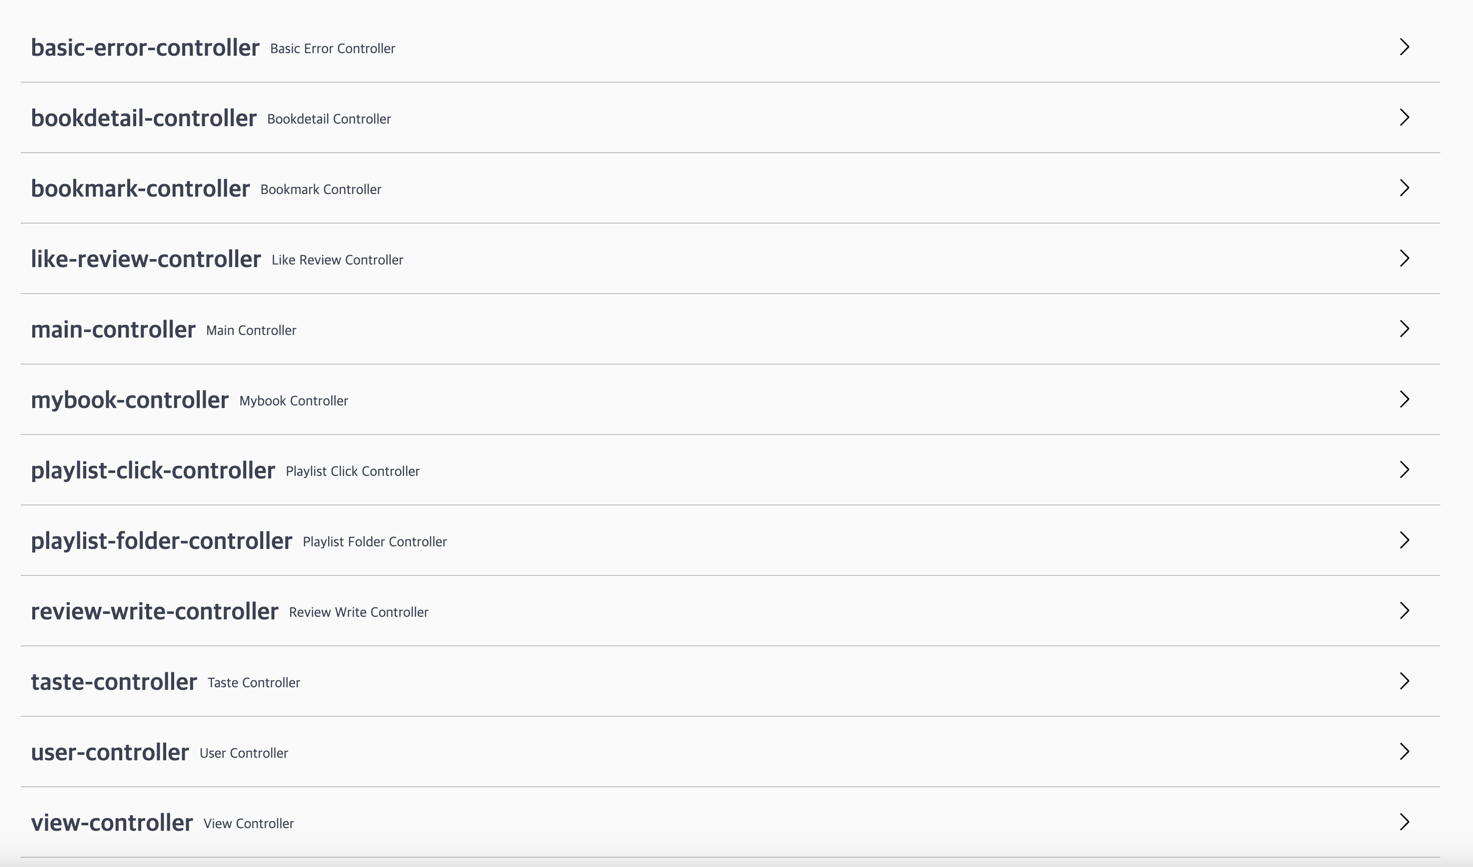 basic-error-controller Basic Error Controller
bookdetail-controller Bookdetail Controller
bookmark-controller Bookmark Controller
like-review-controller Like Review Controller
main-controller Main Controller
mybook-controller Mybook Controller
playlist-click-controller Playlist Click Controller
playlist-folder-controller Playlist Folder Controller
review-write-controller Review Write Controller
taste-controller Taste Controller
user-controller User Controller
view-controller View Controller